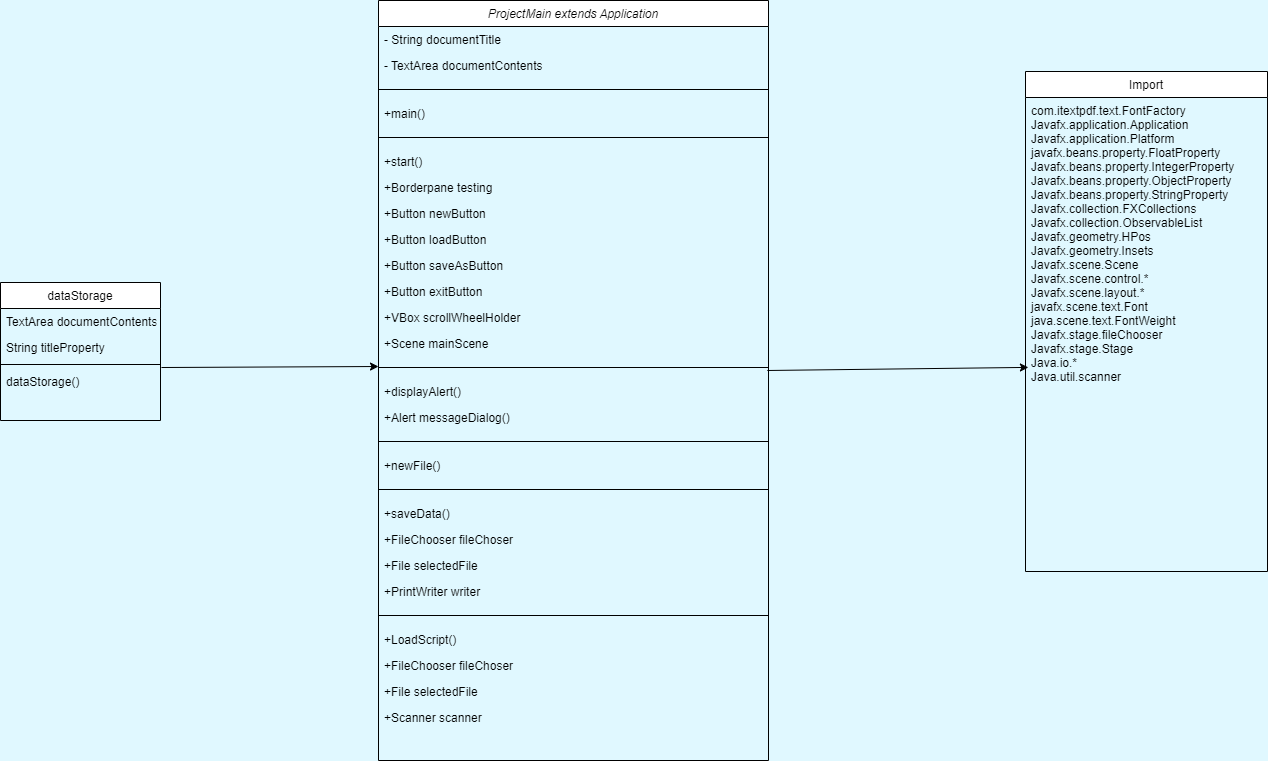 ProjectMain extends Application
- String documentTitle
- TextArea documentContents
+main()
+start()
+Borderpane testing
+Button newButton
+Button loadButton
+Button saveAsButton
+Button exitButton
+VBox scrollWheelHolder
+Scene mainScene
+displayAlert()
+Alert messageDialog()
+newFile()
+saveData()
+FileChooser fileChoser
+File selectedFile
+PrintWriter writer
+LoadScript()
+FileChooser fileChoser
+File selectedFile
+Scanner scanner
dataStorage
TextArea documentContents
String titleProperty
dataStorage()
Import
com.itextpdf.text.FontFactory
Javafx.application.Application
Javafx.application.Platform
javafx.beans.property.FloatProperty
Javafx.beans.property.IntegerProperty
Javafx.beans.property.ObjectProperty
Javafx.beans.property.StringProperty
Javafx.collection.FXCollections
Javafx.collection.ObservableList
Javafx.geometry.HPos
Javafx.geometry.Insets
Javafx.scene.Scene
Javafx.scene.control.*
Javafx.scene.layout.*
javafx.scene.text.Font
java.scene.text.FontWeight
Javafx.stage.fileChooser
Javafx.stage.Stage
Java.io.*
Java.util.scanner